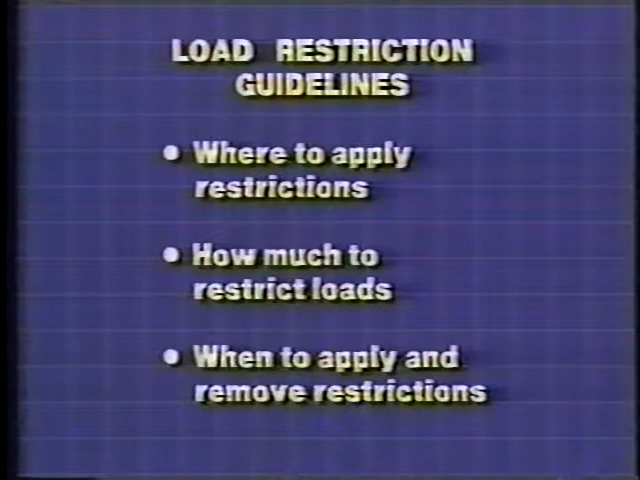 LOAD RESTRICTION
GUIDELINES
• Where to apply
restrictions
• How much to
restrict loads
• When to apply and
remove restrictions